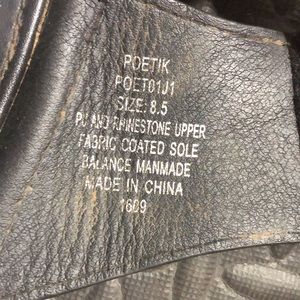 POETIK
POET01J1
SIZE: 8.5
PU AND RHINESTONE UPPER
FABRIC COATED SOLE
BALANCE MANMADE
MADE IN CHINA
1609